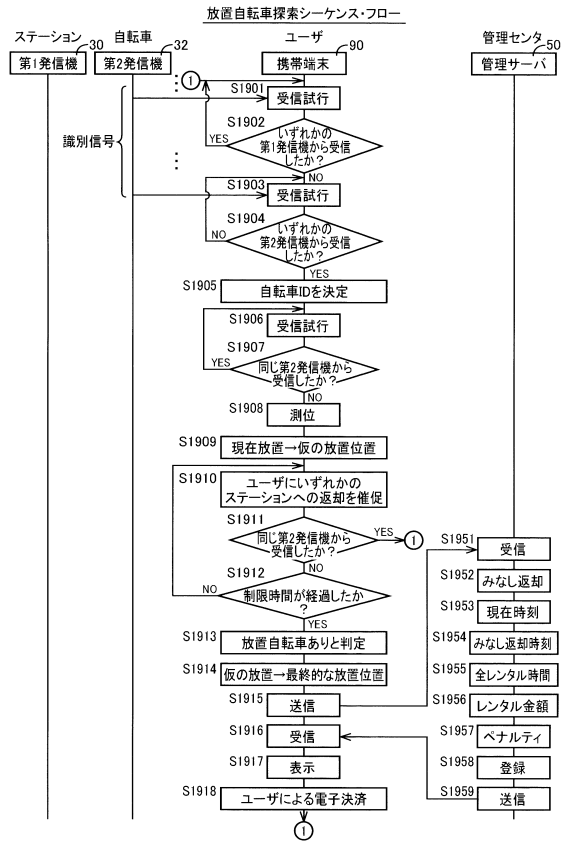 放置自転車探索シーケンス・フロー
ステーション 30
自転車 32
ユーザ 90
管理センタ 50
第1発信機
第2発信機
携帯端末
管理サーバ
①
S1901
受信試行
識別信号
S1902
いずれかの
第1発信機から受信
したか？
YES
NO
S1903
受信試行
S1904
いずれかの
第2発信機から受信
したか？
NO
YES
S1905
自転車IDを決定
S1906
受信試行
S1907
同じ第2発信機から
受信したか？
YES
NO
S1908
測位
S1909
現在放置→仮の放置位置
S1910
ユーザにいずれかの
ステーションへの返却を催促
S1911
同じ第2発信機から
受信したか？
YES
①
NO
S1912
制限時間が経過したか
？
NO
YES
S1913
放置自転車ありと判定
S1914
仮の放置→最終的な放置位置
S1915
送信
S1916
受信
S1917
表示
S1918
ユーザによる電子決済
①
S1951
受信
S1952
みなし返却
S1953
現在時刻
S1954
みなし返却時刻
S1955
全レンタル時間
S1956
レンタル金額
S1957
ペナルティ
S1958
登録
S1959
送信